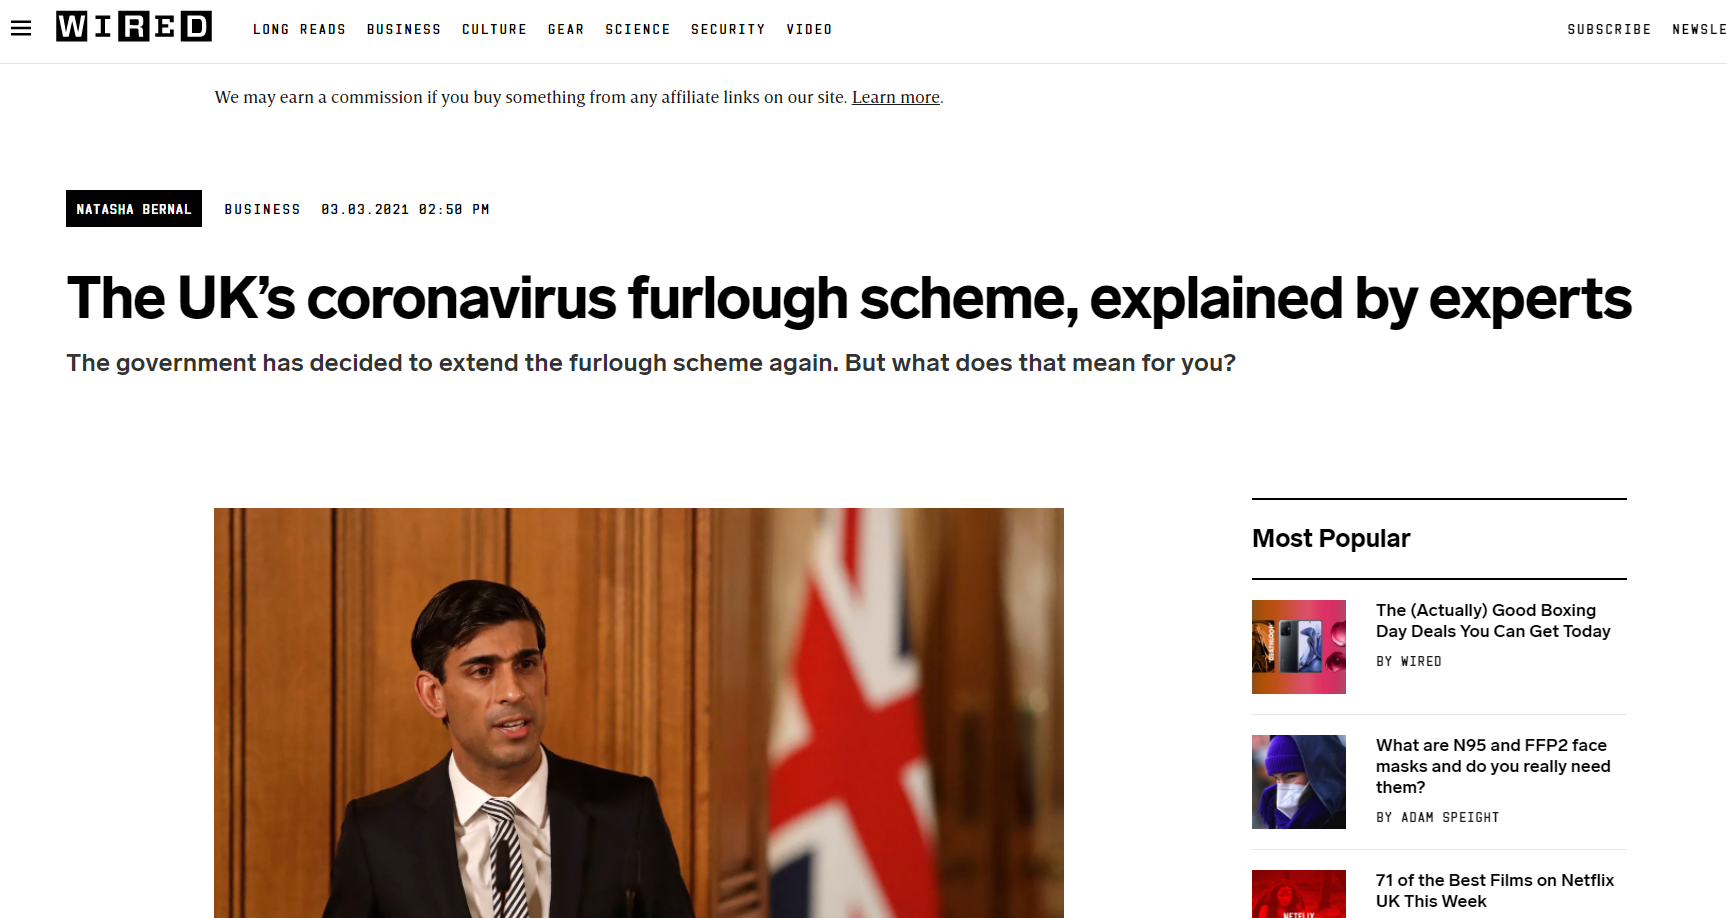 WIRED
LONG READS BUSINESS CULTURE GEAR SCIENCE SECURITY VIDEO
SUBSCRIBE NEWSLE
We may earn a commission if you buy something from any affiliate links on our site. Learn more.
NATASHA BERNAL BUSINESS 03.03.2021 02:50 PM
The UK’s coronavirus furlough scheme, explained by experts
The government has decided to extend the furlough scheme again. But what does that mean for you?
Most Popular
The (Actually) Good Boxing
Day Deals You Can Get Today
BY WIRED
What are N95 and FFP2 face
masks and do you really need
them?
BY ADAM SPEIGHT
71 of the Best Films on Netflix
UK This Week
NETFLIX